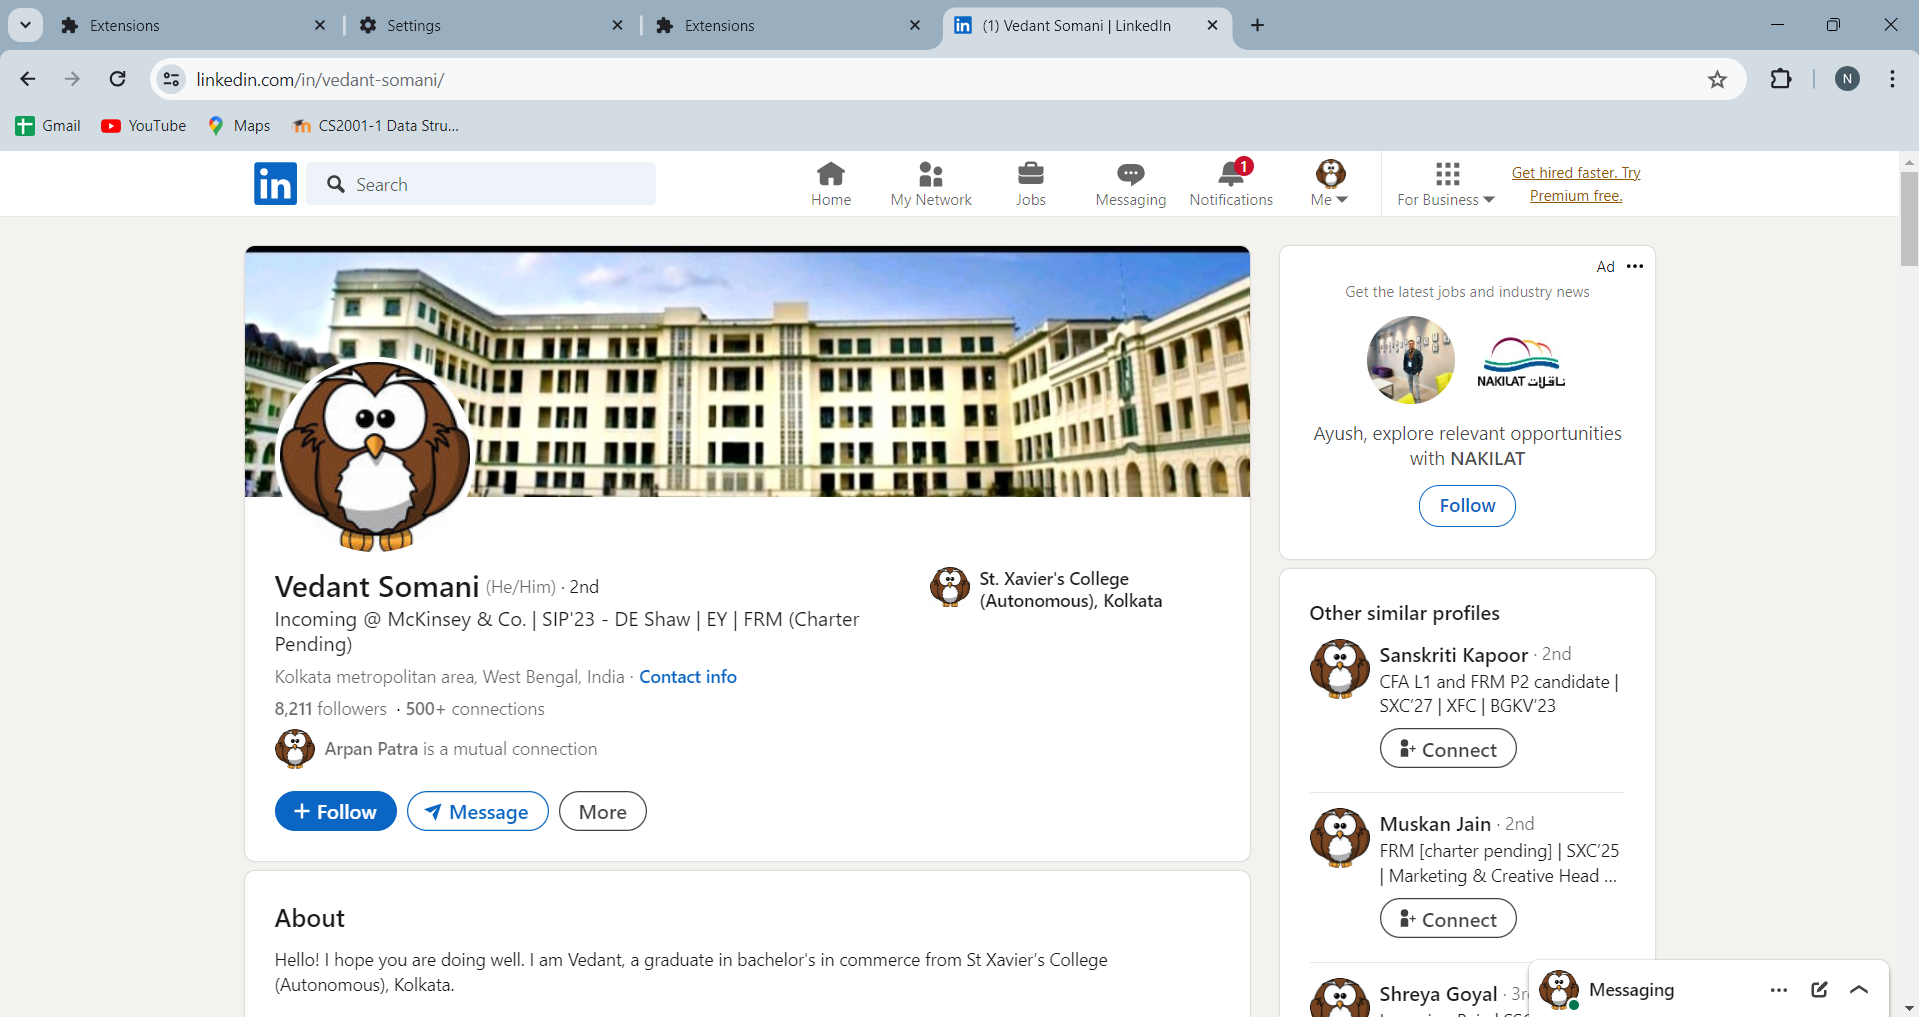 Extensions
Settings
Extensions
(1) Vedant Somani | LinkedIn
linkedin.com/in/vedant-somani/
N
Gmail
YouTube
Maps
CS2001-1 Data Stru...
in
Search
Home
My Network
Jobs
Messaging
1
Notifications
Me
For Business
Get hired faster. Try
Premium free.
Vedant Somani (He/Him) · 2nd
Incoming @ McKinsey & Co. | SIP'23 - DE Shaw | EY | FRM (Charter
Pending)
Kolkata metropolitan area, West Bengal, India · Contact info
8,211 followers · 500+ connections
Arpan Patra is a mutual connection
+ Follow
Message
More
St. Xavier's College
(Autonomous), Kolkata
About
Hello! I hope you are doing well. I am Vedant, a graduate in bachelor's in commerce from St Xavier’s College
(Autonomous), Kolkata.
Ad
Get the latest jobs and industry news
NAKILAT ناقلات
Ayush, explore relevant opportunities
with NAKILAT
Follow
Other similar profiles
Sanskriti Kapoor · 2nd
CFA L1 and FRM P2 candidate |
SXC’27 | XFC | BGKV’23
Connect
Muskan Jain · 2nd
FRM [charter pending] | SXC’25
| Marketing & Creative Head ...
Connect
Shreya Goyal · 3r
Messaging